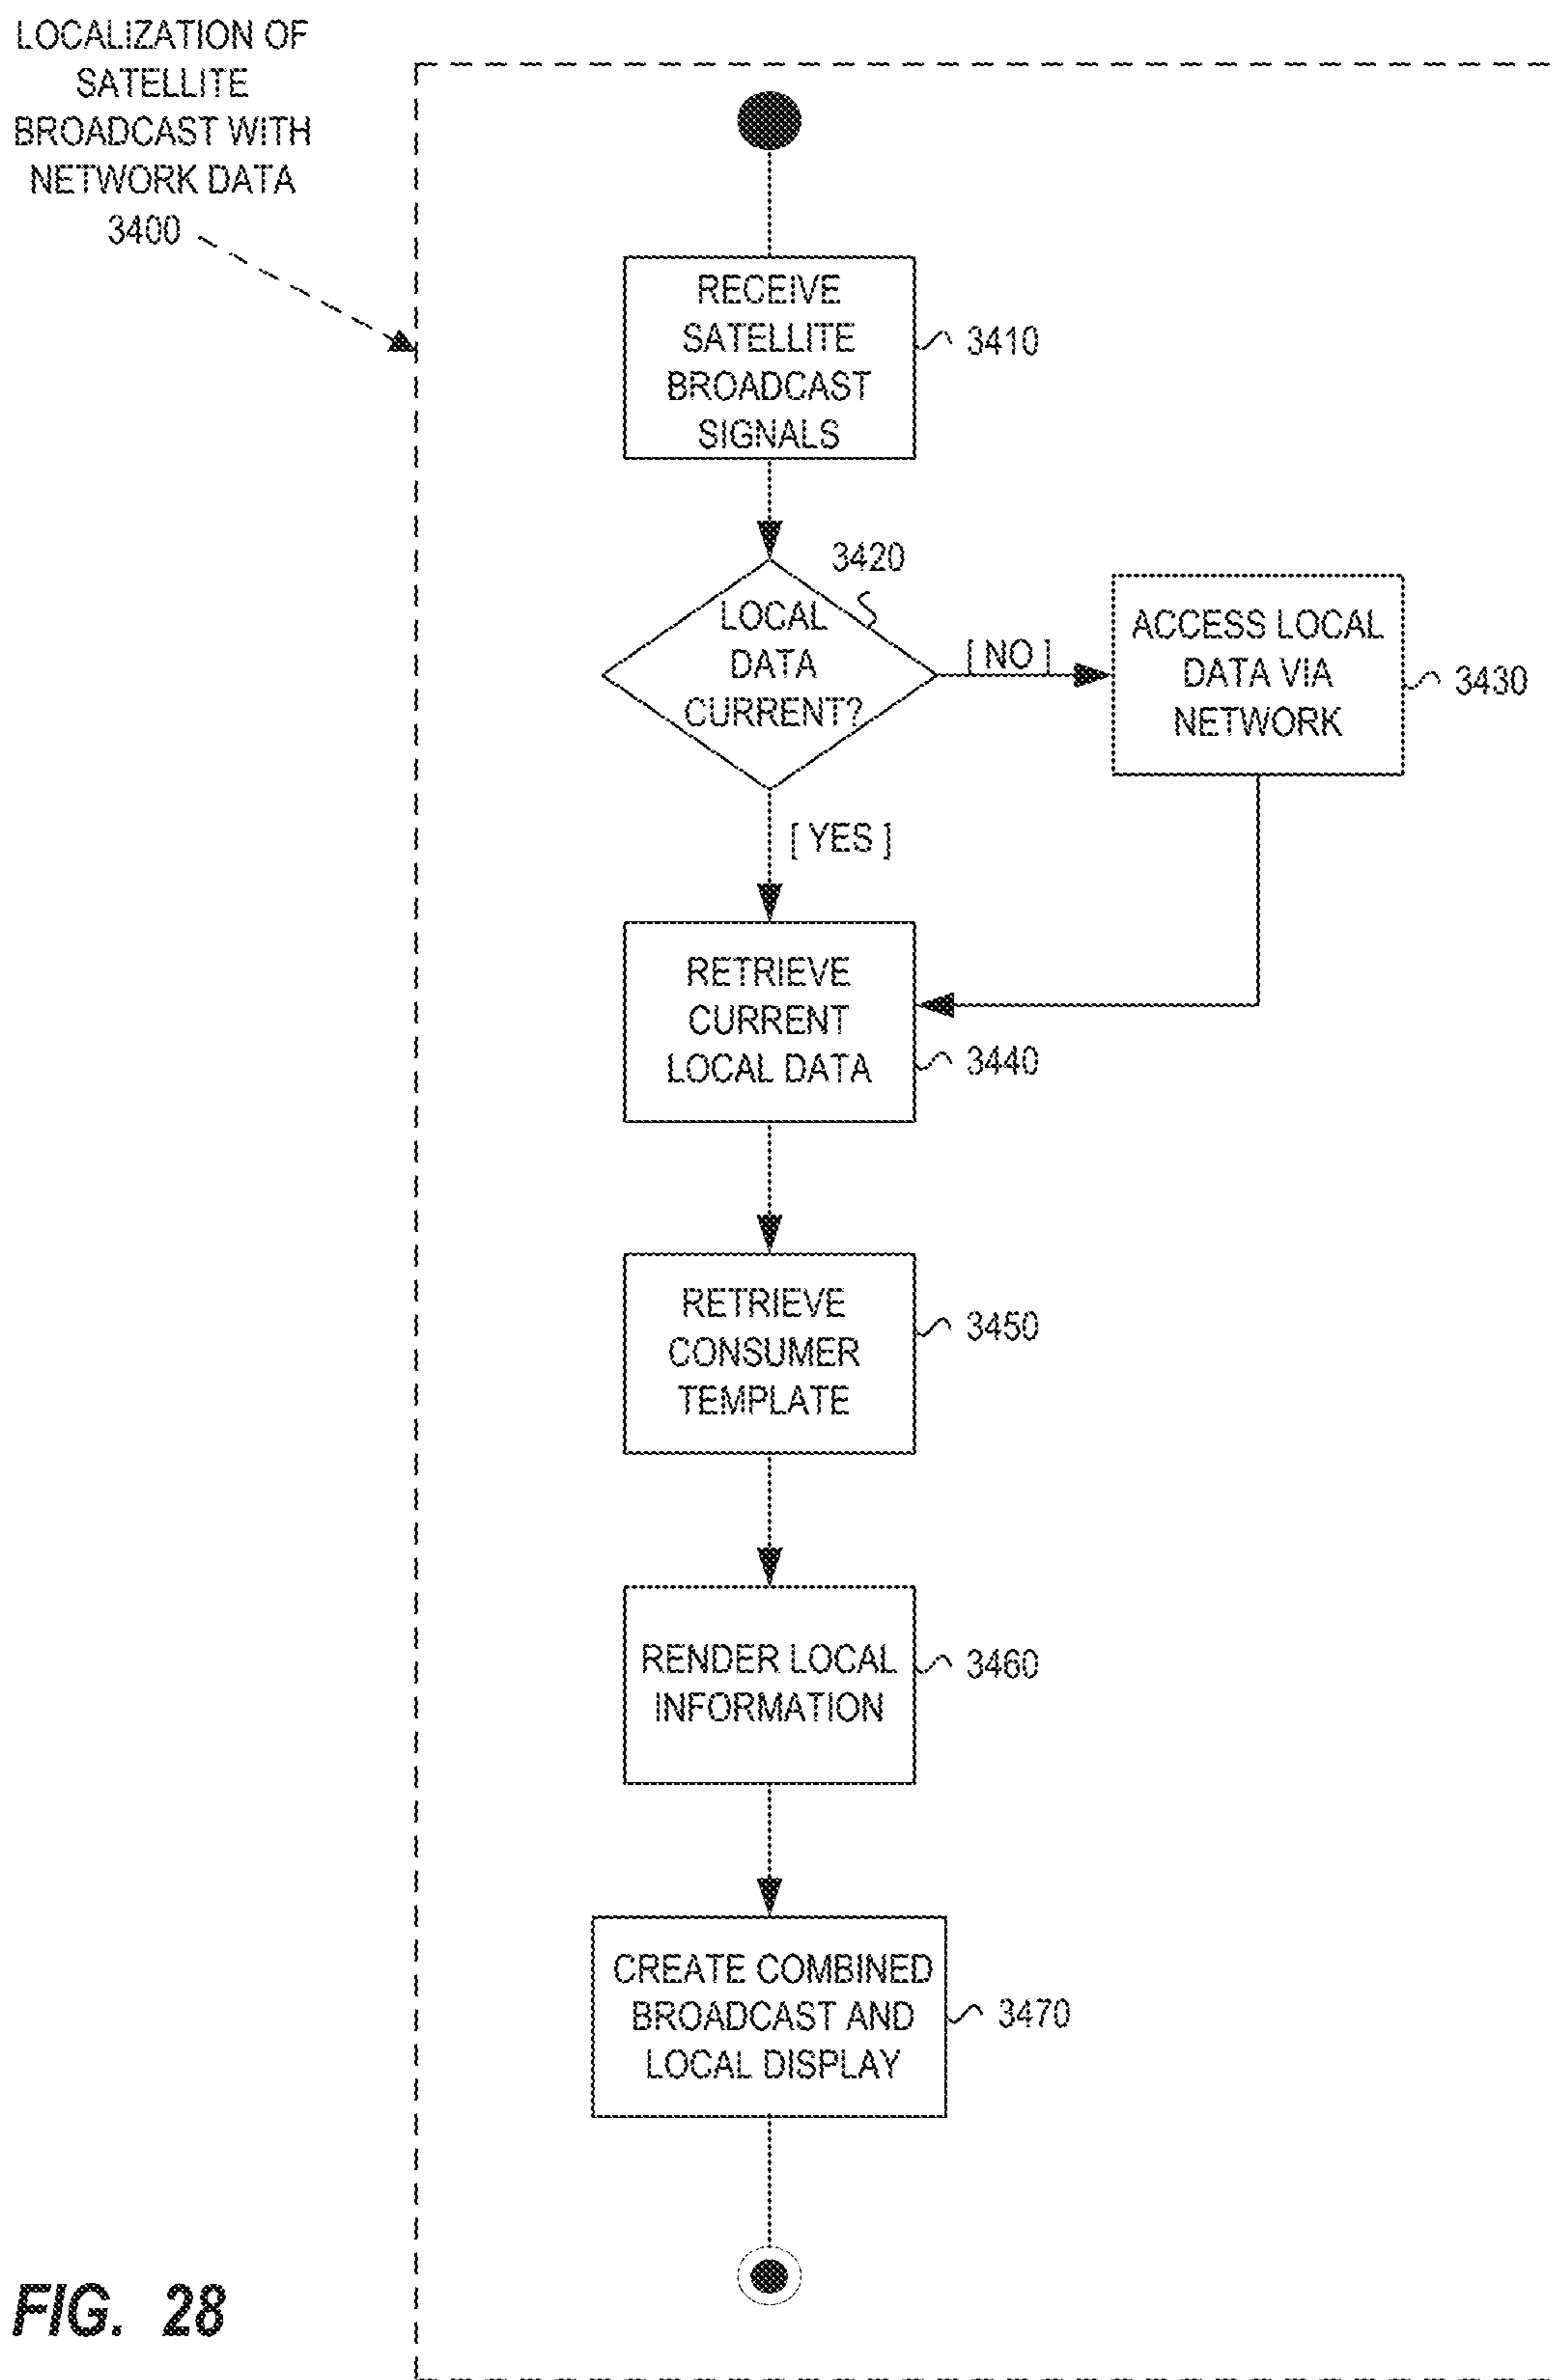 LOCALIZATION OF
SATELLITE
BROADCAST WITH
NETWORK DATA
3400
RECEIVE
SATELLITE
BROADCAST
SIGNALS
3410
3420
LOCAL
DATA
CURRENT?
[ NO ]
ACCESS LOCAL
DATA VIA
NETWORK
3430
[ YES ]
RETRIEVE
CURRENT
LOCAL DATA
3440
RETRIEVE
CONSUMER
TEMPLATE
3450
RENDER LOCAL
INFORMATION
3460
CREATE COMBINED
BROADCAST AND
LOCAL DISPLAY
3470
FIG. 28